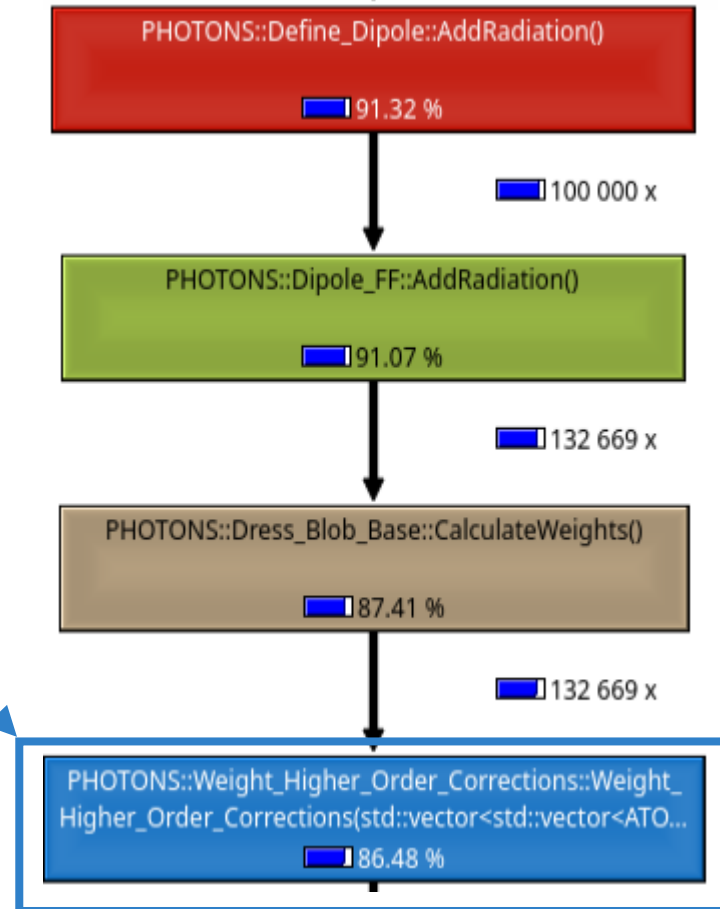 PHOTONS::Define_Dipole::AddRadiation()
91.32 %
100 000 x
PHOTONS::Dipole_FF::AddRadiation()
91.07 %
132 669 x
PHOTONS::Dress_Blob_Base::CalculateWeights()
87.41 %
132 669 x
PHOTONS::Weight_Higher_Order_Corrections::Weight_
Higher_Order_Corrections(std::vector<std::vector<ATO...
86.48 %